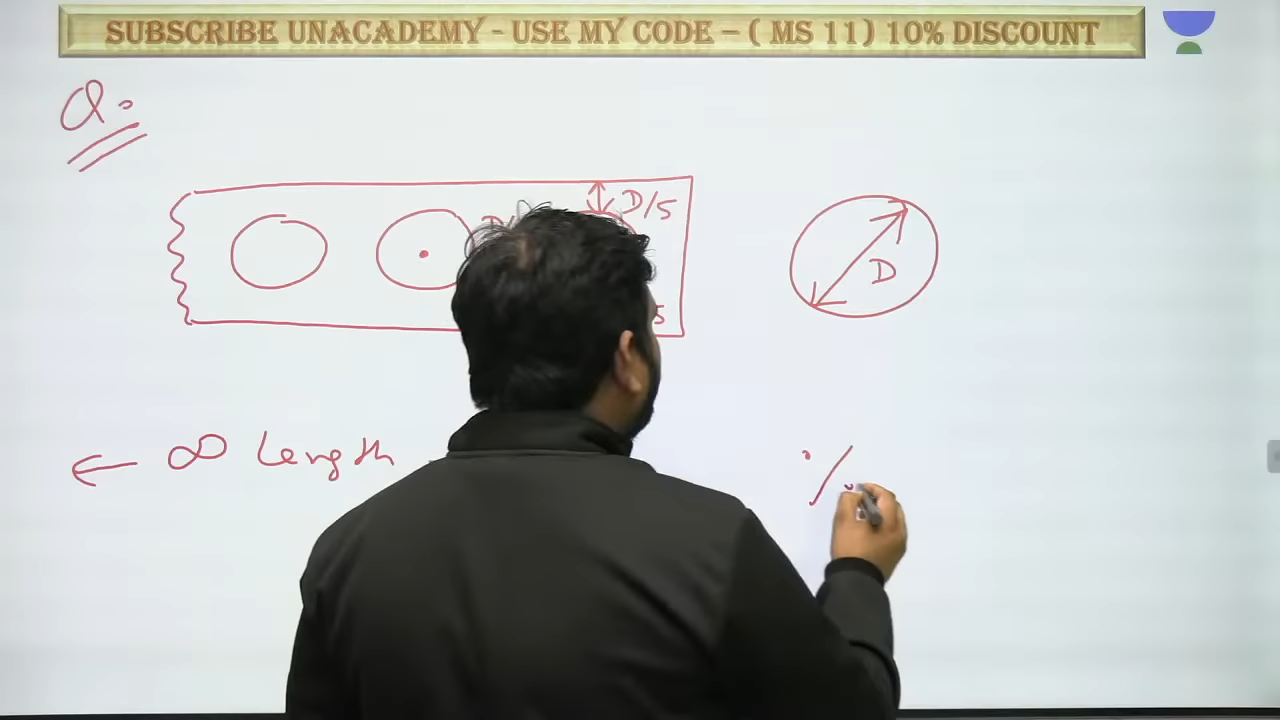 SUBSCRIBE UNACADEMY - USE MY CODE – ( MS 11) 10% DISCOUNT
Q.
D/5
D
← ∞ Length
%